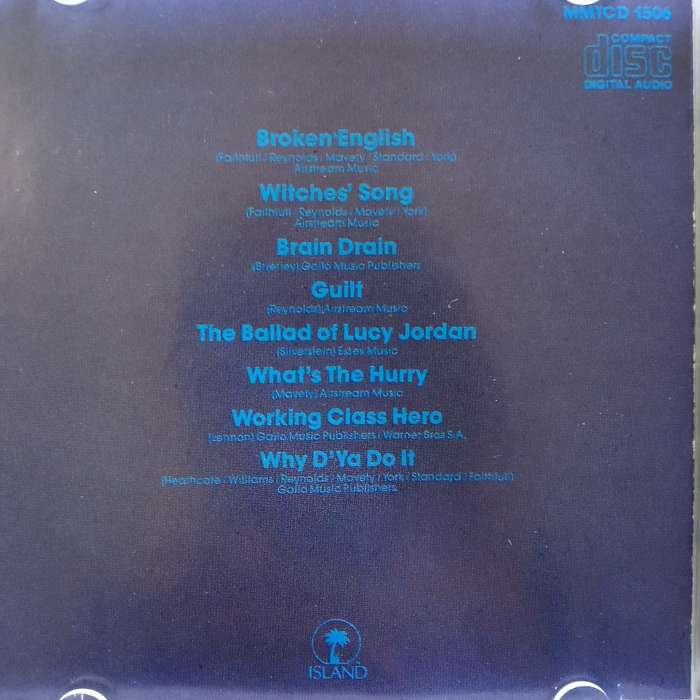 MMTCD 1506
COMPACT
disc
DIGITAL AUDIO
Broken English
(Faithfull / Reynolds / Mavety / Standard / York)
Airstream Music
Witches' Song
(Faithfull / Reynolds / Mavety / York)
Airstream Music
Brain Drain
(Brierley) Gallo Music Publishers
Guilt
(Reynolds) Airstream Music
The Ballad of Lucy Jordan
(Silverstein) Essex Music
What's The Hurry
(Mavety) Airstream Music
Working Class Hero
(Lennon) Gallo Music Publishers / Warner Bros S.A.
Why D'Ya Do It
(Heathcote / Williams / Reynolds / Mavety / York / Standard / Faithfull)
Gallo Music Publishers
ISLAND